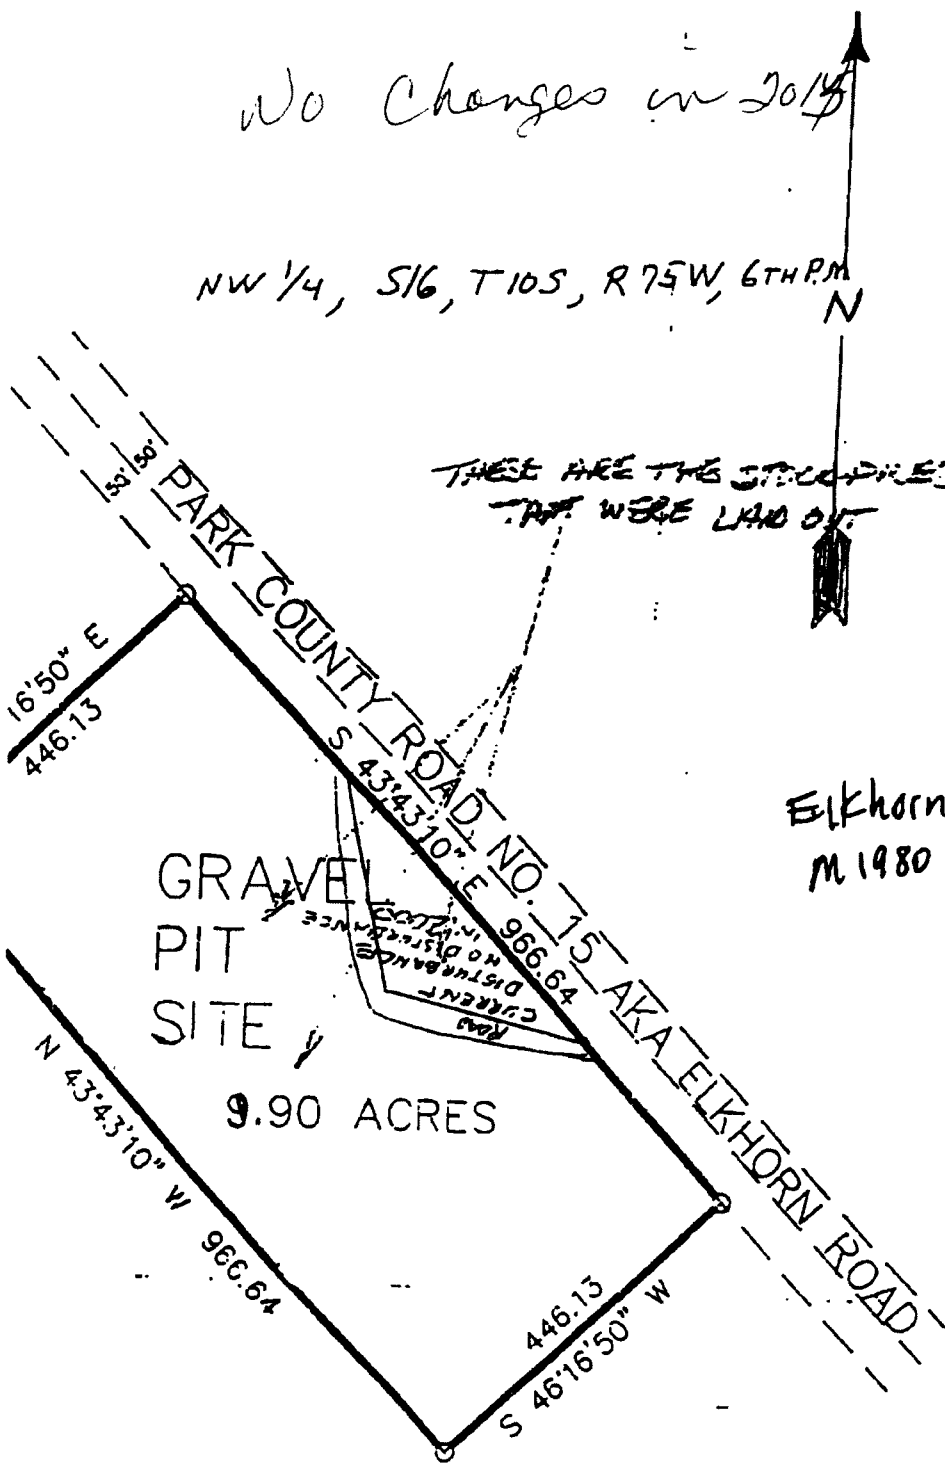 No Changes in 201
NW 1/4, S16, T10S, R75W, 6TH P.M
N
THESE ARE THE STOCKPILES
THAT WERE LAID OUT
50' 50'
PARK COUNTY ROAD NO. 15 AKA ELKHORN ROAD
16'50" E
446.13
S 43°43'10" E 966.64
Elkhorn
M1980
GRAVEL
PIT
SITE
9.90 ACRES
ROAD
CURRENT
DISTURBANCE
NO DISTURBANCE
N 43°43'10" W 966.64
446.13
S 46°16'50" W